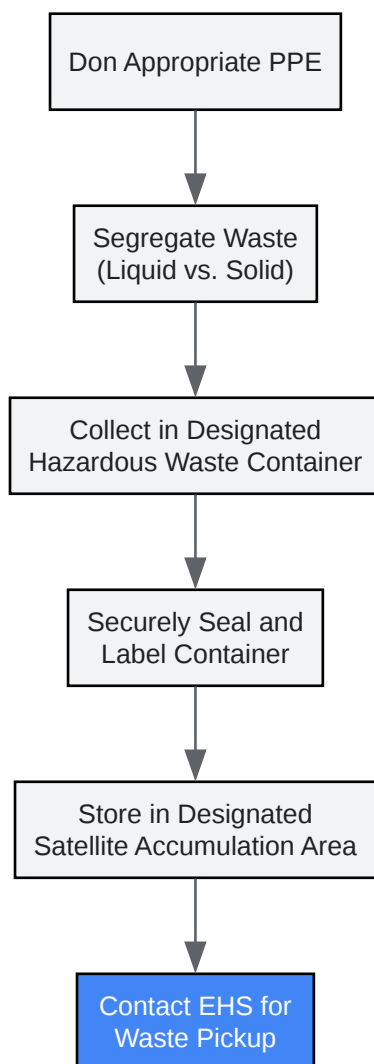 Don Appropriate PPE
Segregate Waste
(Liquid vs. Solid)
Collect in Designated
Hazardous Waste Container
Securely Seal and
Label Container
Store in Designated
Satellite Accumulation Area
Contact EHS for
Waste Pickup